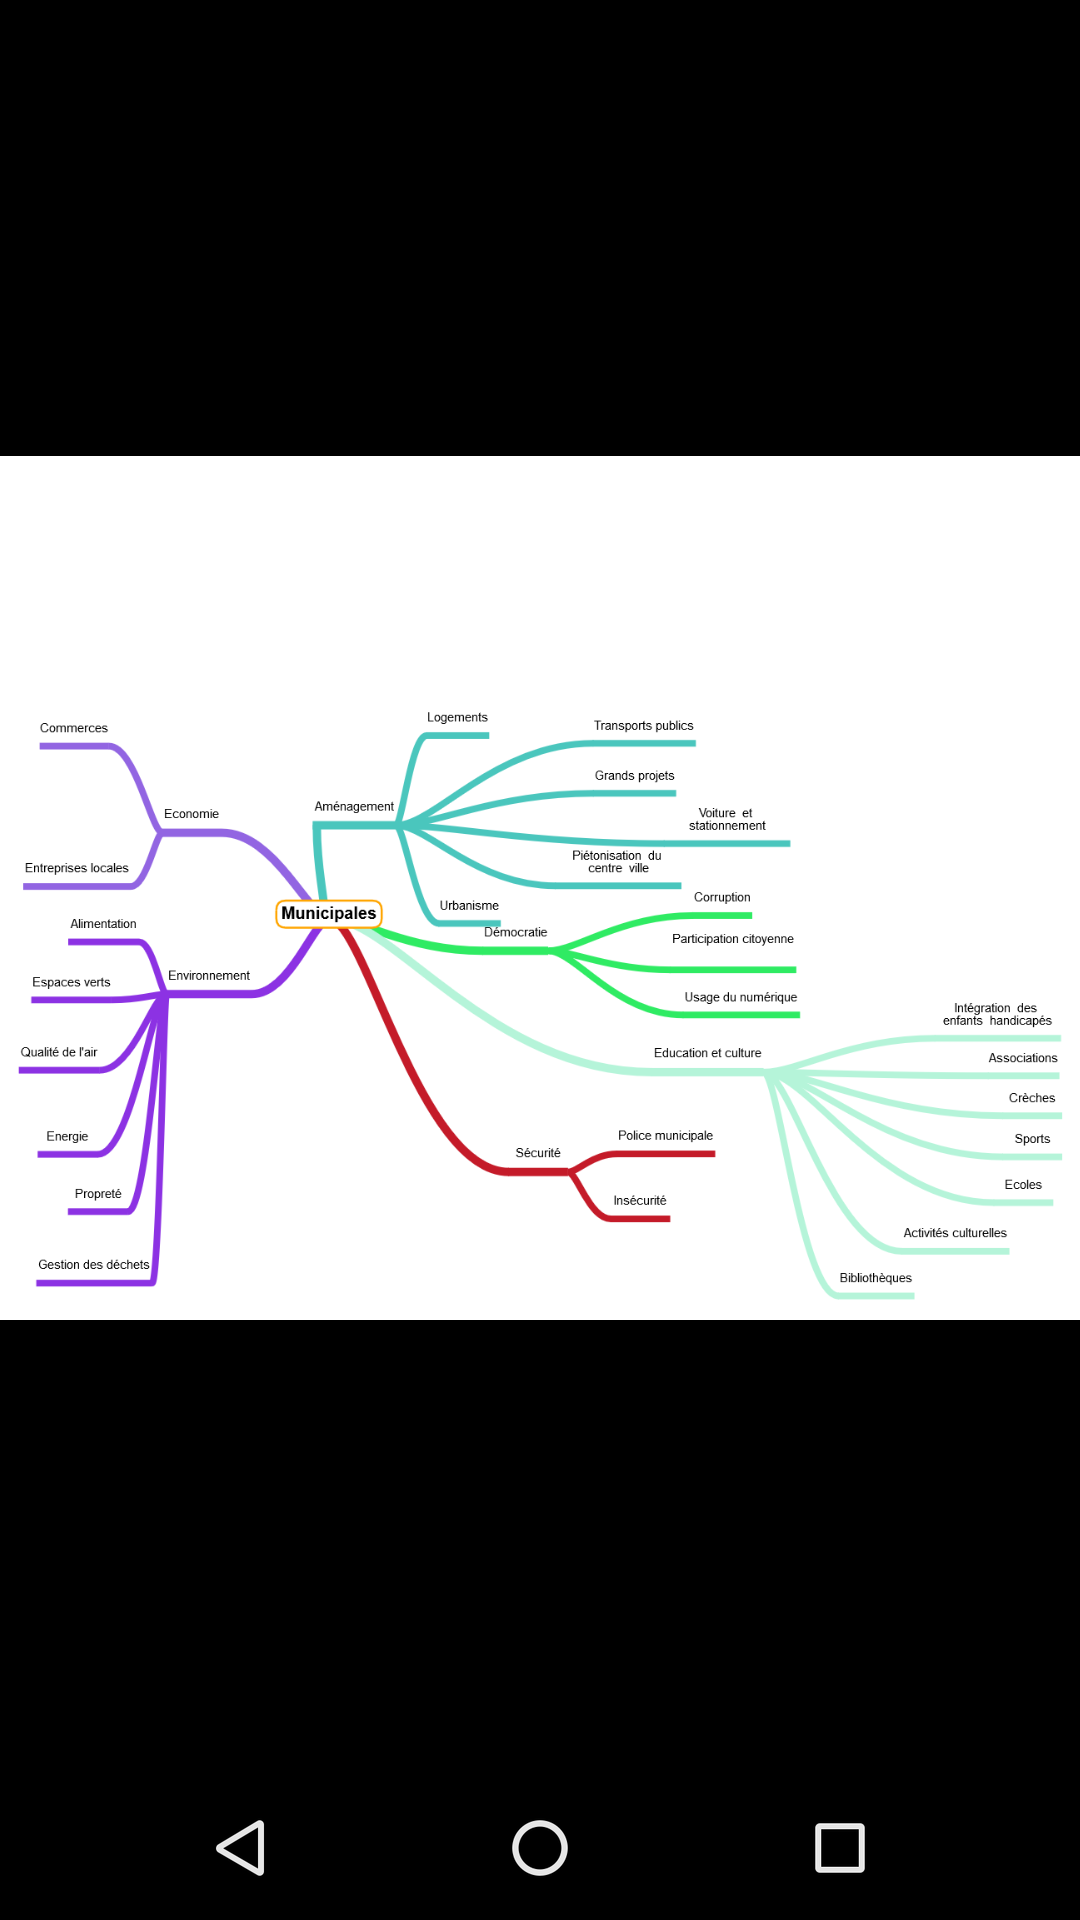 Municipales
Economie
Commerces
Entreprises locales
Environnement
Alimentation
Espaces verts
Qualité de l'air
Energie
Propreté
Gestion des déchets
Aménagement
Logements
Transports publics
Grands projets
Voiture et
stationnement
Piétonisation du
centre ville
Urbanisme
Démocratie
Corruption
Participation citoyenne
Usage du numérique
Education et culture
Intégration des
enfants handicapés
Associations
Crèches
Sports
Ecoles
Activités culturelles
Bibliothèques
Sécurité
Police municipale
Insécurité